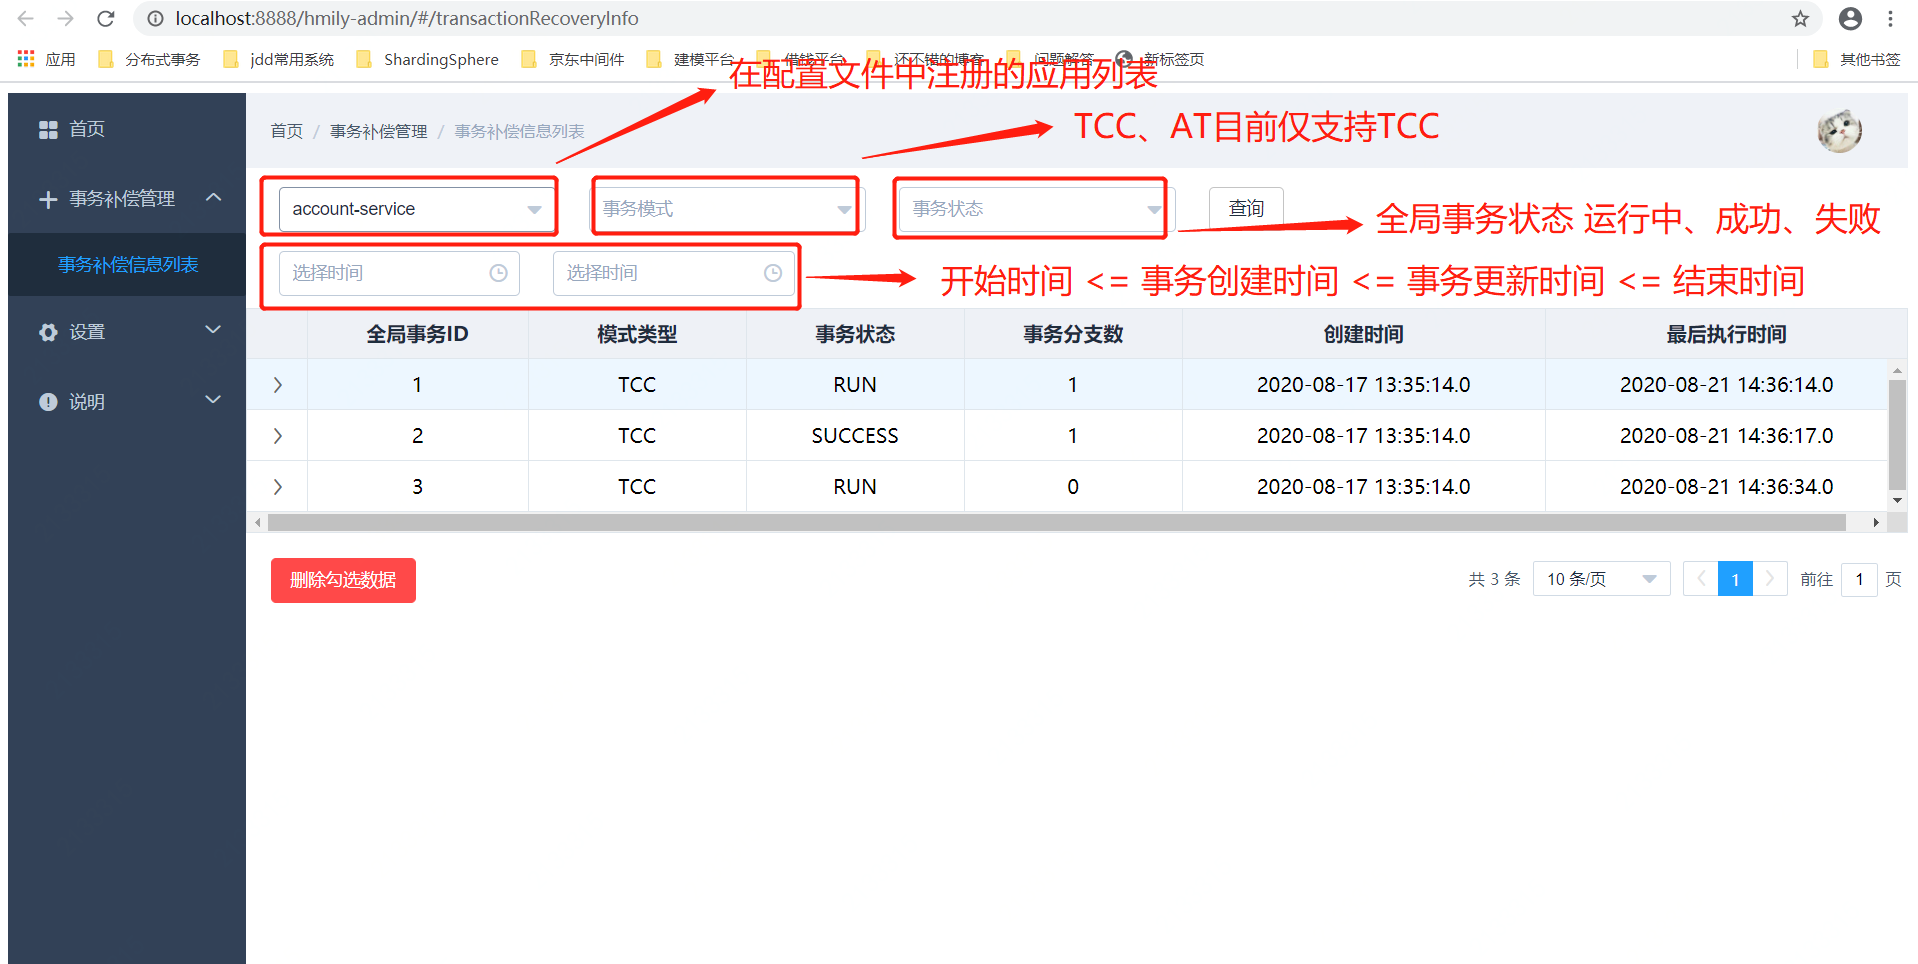 localhost:8888/hmily-admin/#/transactionRecoveryInfo
应用 分布式事务 jdd常用系统 ShardingSphere 京东中间件 建模平台 借钱平台 还不错的博客 问题解答 新标签页 其他书签
在配置文件中注册的应用列表
首页
首页 / 事务补偿管理 / 事务补偿信息列表
TCC、AT目前仅支持TCC
事务补偿管理
account-service 事务模式 事务状态 查询
全局事务状态 运行中、成功、失败
事务补偿信息列表
选择时间 选择时间
开始时间 <= 事务创建时间 <= 事务更新时间 <= 结束时间
设置
说明
全局事务ID 模式类型 事务状态 事务分支数 创建时间 最后执行时间
1 TCC RUN 1 2020-08-17 13:35:14.0 2020-08-21 14:36:14.0
2 TCC SUCCESS 1 2020-08-17 13:35:14.0 2020-08-21 14:36:17.0
3 TCC RUN 0 2020-08-17 13:35:14.0 2020-08-21 14:36:34.0
删除勾选数据
共 3 条 10 条/页 1 前往 1 页